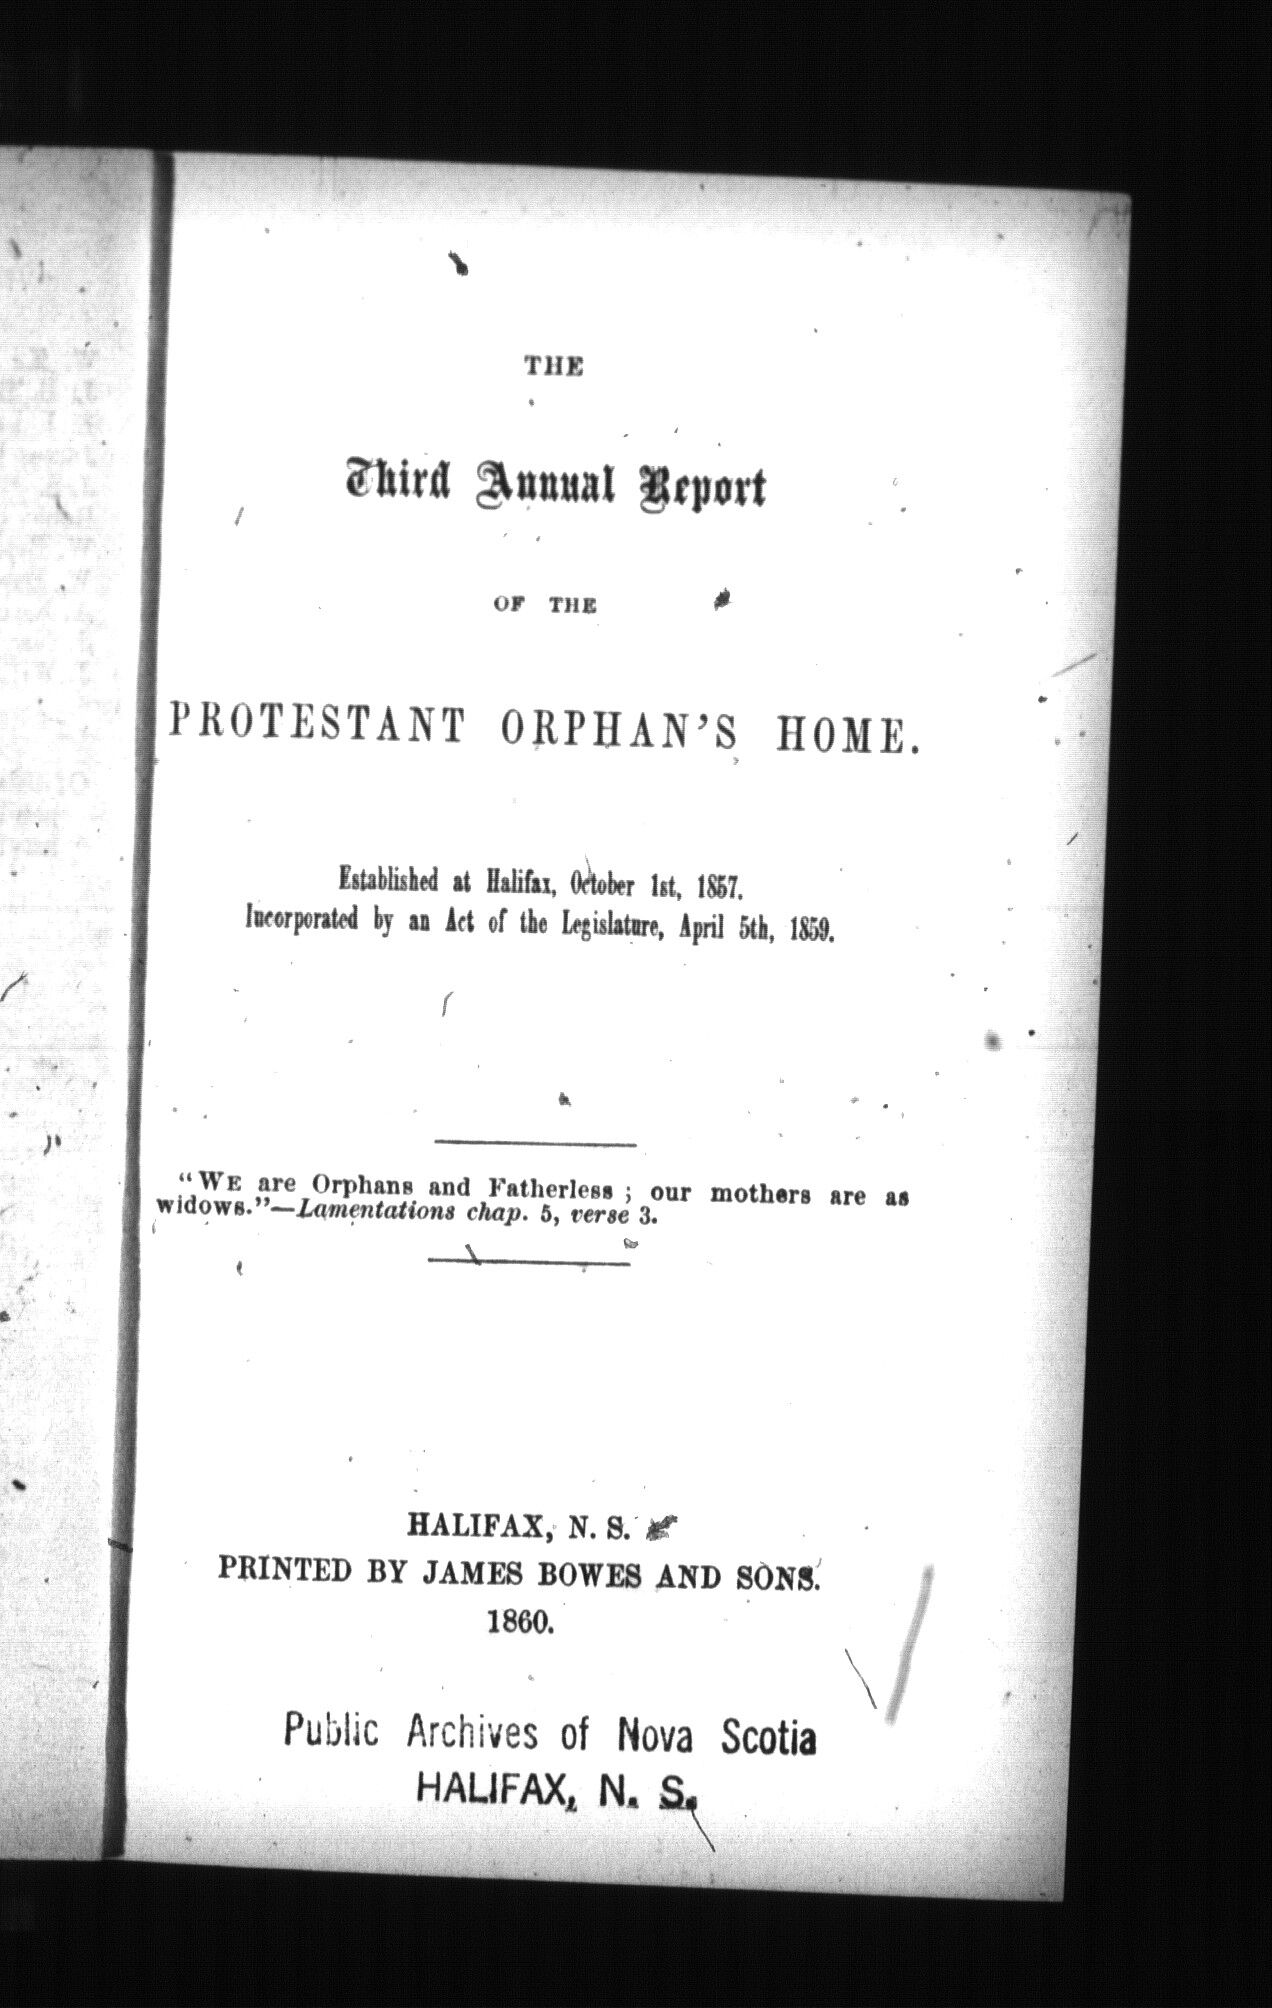 THE
Third Annual Report
OF THE
PROTESTANT ORPHAN'S HOME.
Established at Halifax, October 1st, 1857.
Incorporated by an Act of the Legislature, April 5th, 1859.
"WE are Orphans and Fatherless ; our mothers are as
widows."—Lamentations chap. 5, verse 3.
HALIFAX, N. S.
PRINTED BY JAMES BOWES AND SONS.
1860.
Public Archives of Nova Scotia
HALIFAX, N. S.